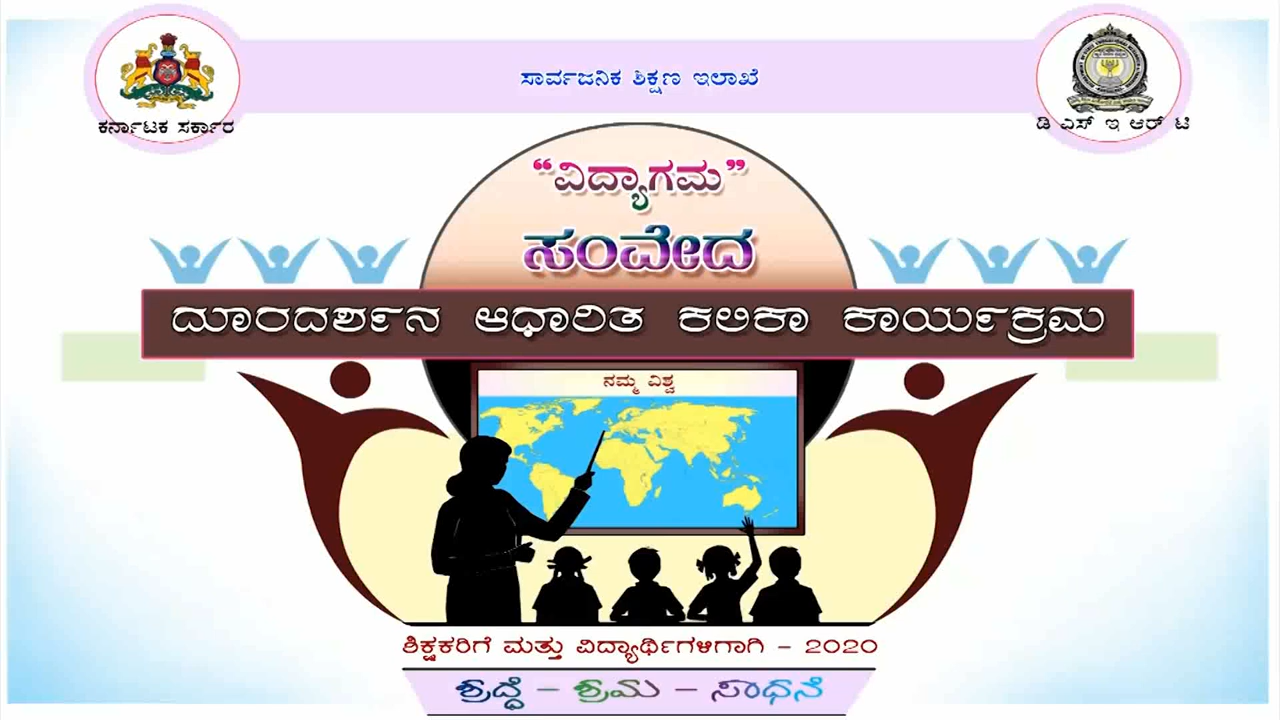 ಸಾರ್ವಜನಿಕ ಶಿಕ್ಷಣ ಇಲಾಖೆ
ಕರ್ನಾಟಕ ಸರ್ಕಾರ
ಡಿ ಎಸ್ ಇ ಆರ್ ಟಿ
“ವಿದ್ಯಾಗಮ”
ಸಂವೇದ
ದೂರದರ್ಶನ ಆಧಾರಿತ ಕಲಿಕಾ ಕಾರ್ಯಕ್ರಮ
ನಮ್ಮ ವಿಶ್ವ
ಶಿಕ್ಷಕರಿಗೆ ಮತ್ತು ವಿದ್ಯಾರ್ಥಿಗಳಿಗಾಗಿ - 2020
ಶ್ರದ್ಧೆ - ಶ್ರಮ - ಸಾಧನೆ